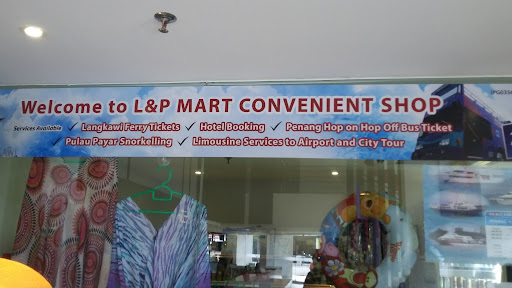 Welcome to L&P MART CONVENIENT SHOP
Services Available ✓ Langkawi Ferry Tickets ✓ Hotel Booking ✓ Penang Hop on Hop Off Bus Ticket
✓ Pulau Payar Snorkelling ✓ Limousine Services to Airport and City Tour